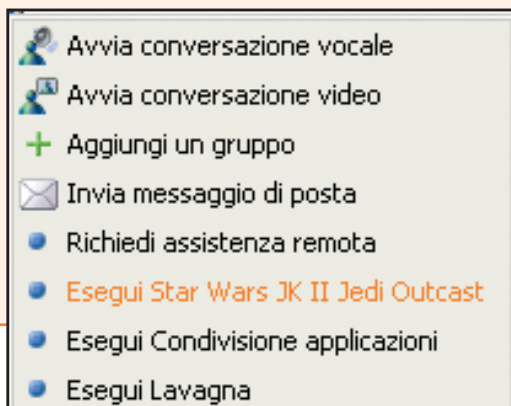 Avvia conversazione vocale
Avvia conversazione video
Aggiungi un gruppo
Invia messaggio di posta
Richiedi assistenza remota
Esegui Star Wars JK II Jedi Outcast
Esegui Condivisione applicazioni
Esegui Lavagna